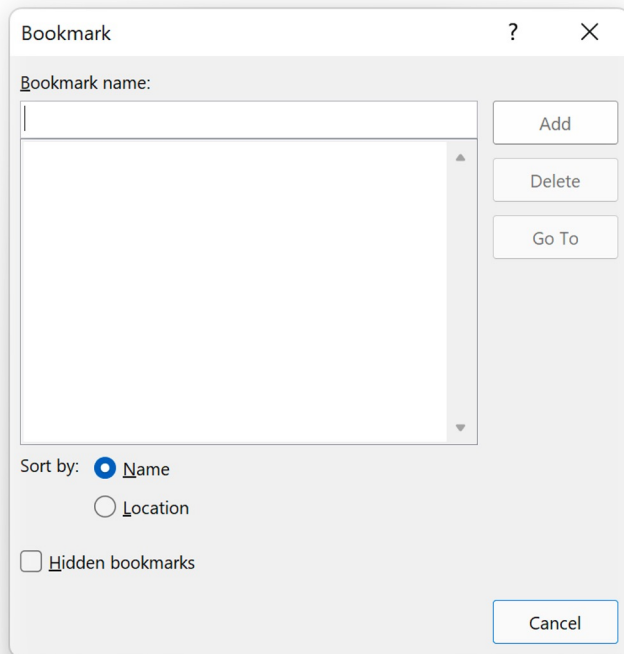 Bookmark ?
Bookmark name:
Add
Delete
Go To
Sort by: Name
Location
Hidden bookmarks
Cancel